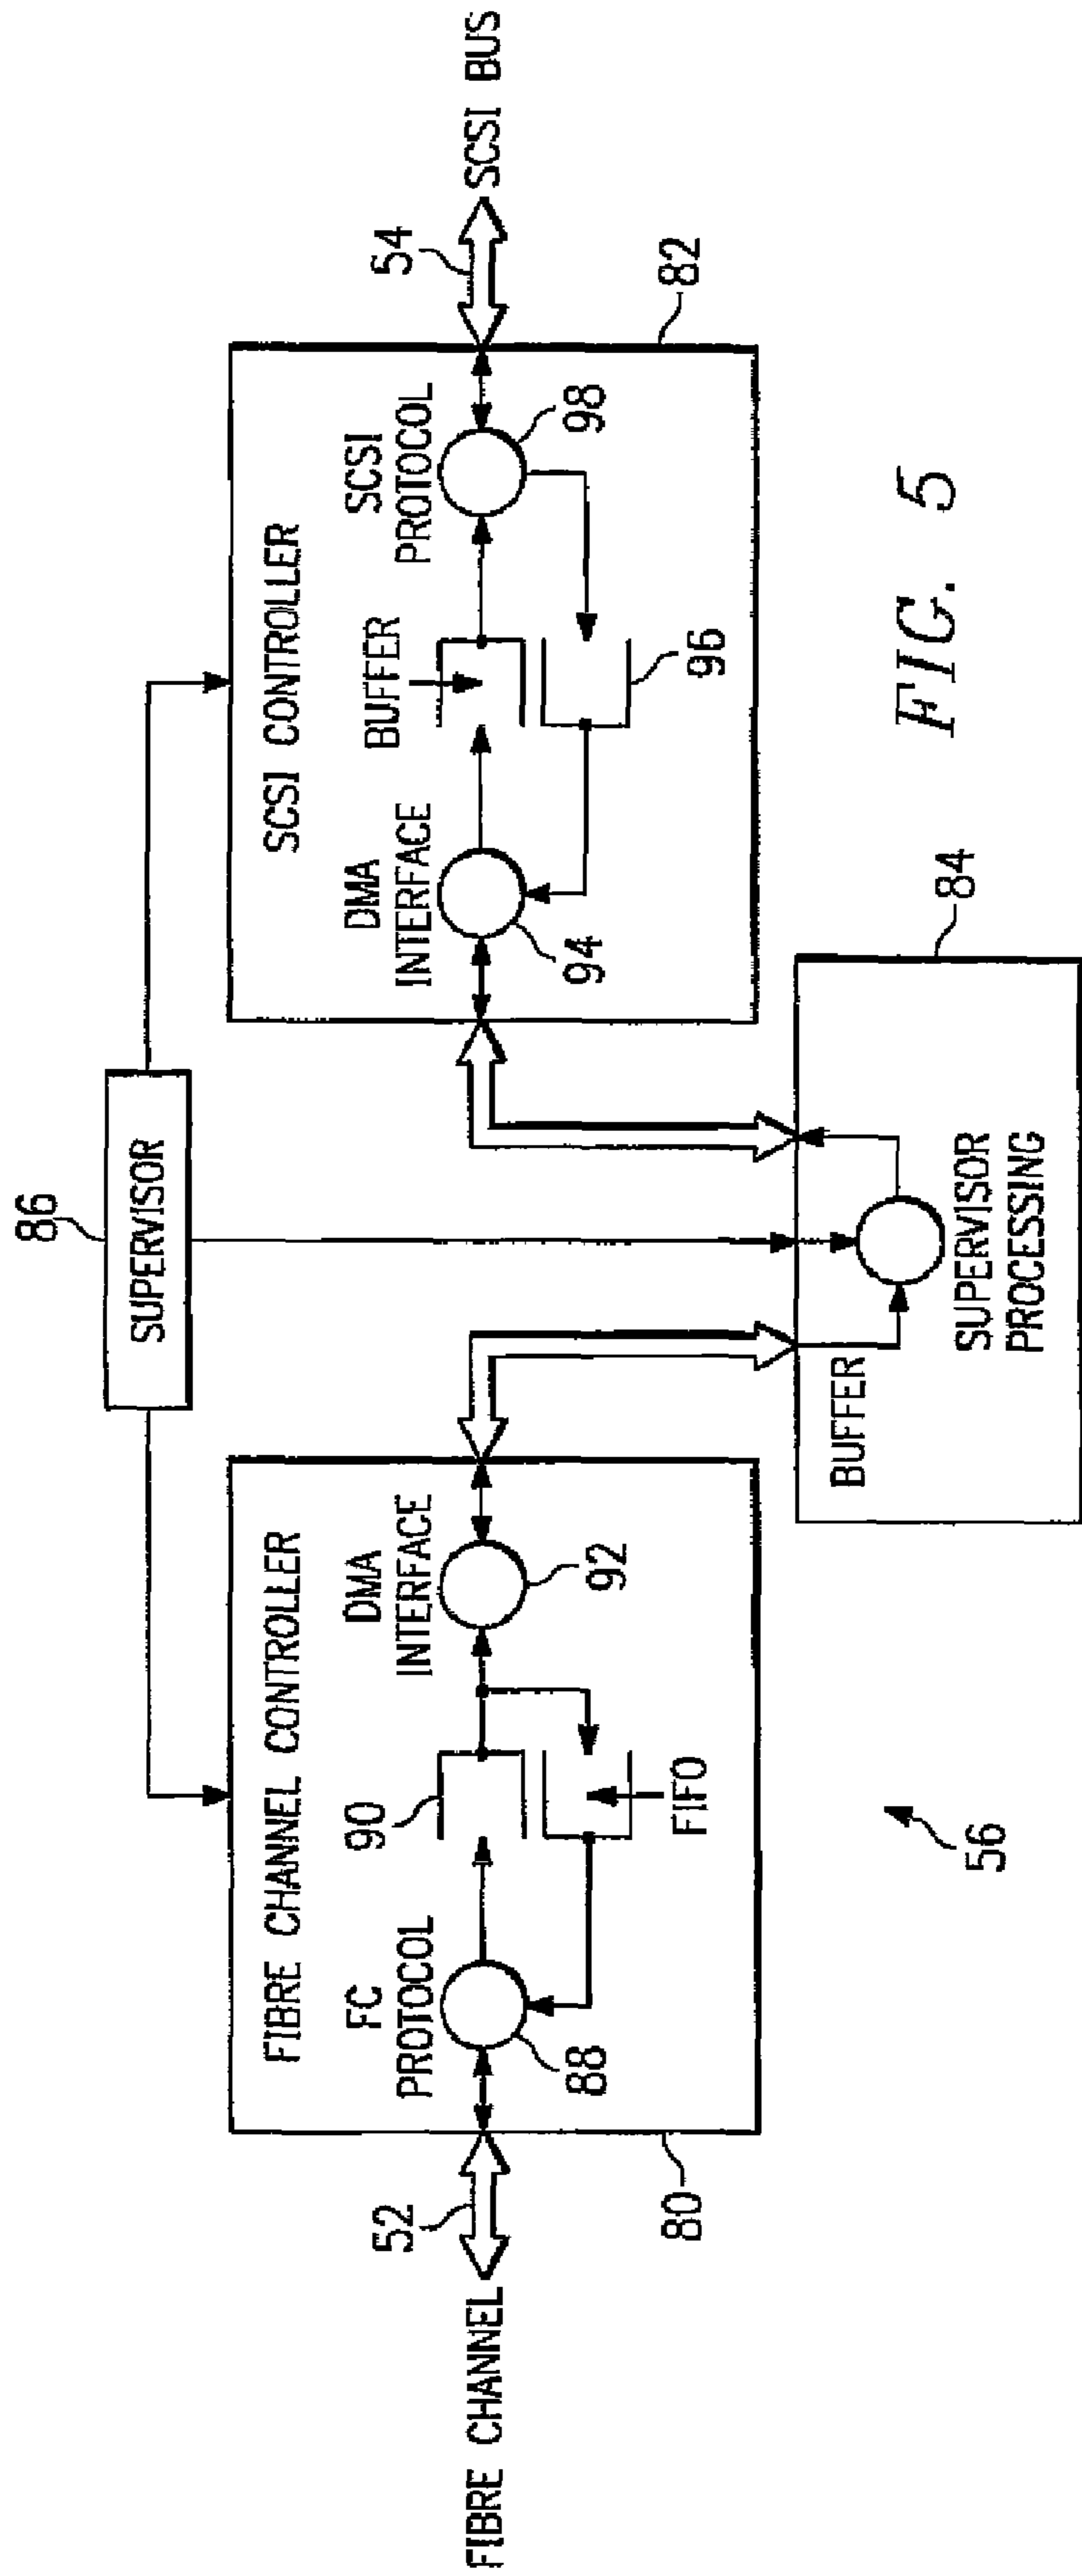 86
SUPERVISOR
FIBRE CHANNEL CONTROLLER
SCSI CONTROLLER
FIBRE CHANNEL
52
FC
PROTOCOL
88
90
FIFO
DMA
INTERFACE
92
80
DMA
INTERFACE
94
BUFFER
96
SCSI
PROTOCOL
98
82
54
SCSI BUS
BUFFER
SUPERVISOR
PROCESSING
84
56
FIG. 5